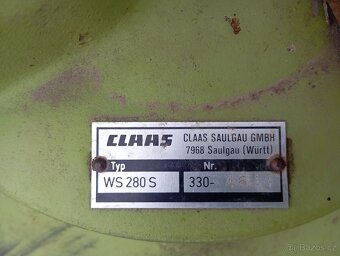 CLAAS CLAAS SAULGAU GMBH
7968 Saulgau (Württ)
Typ Nr.
WS 280 S 330-